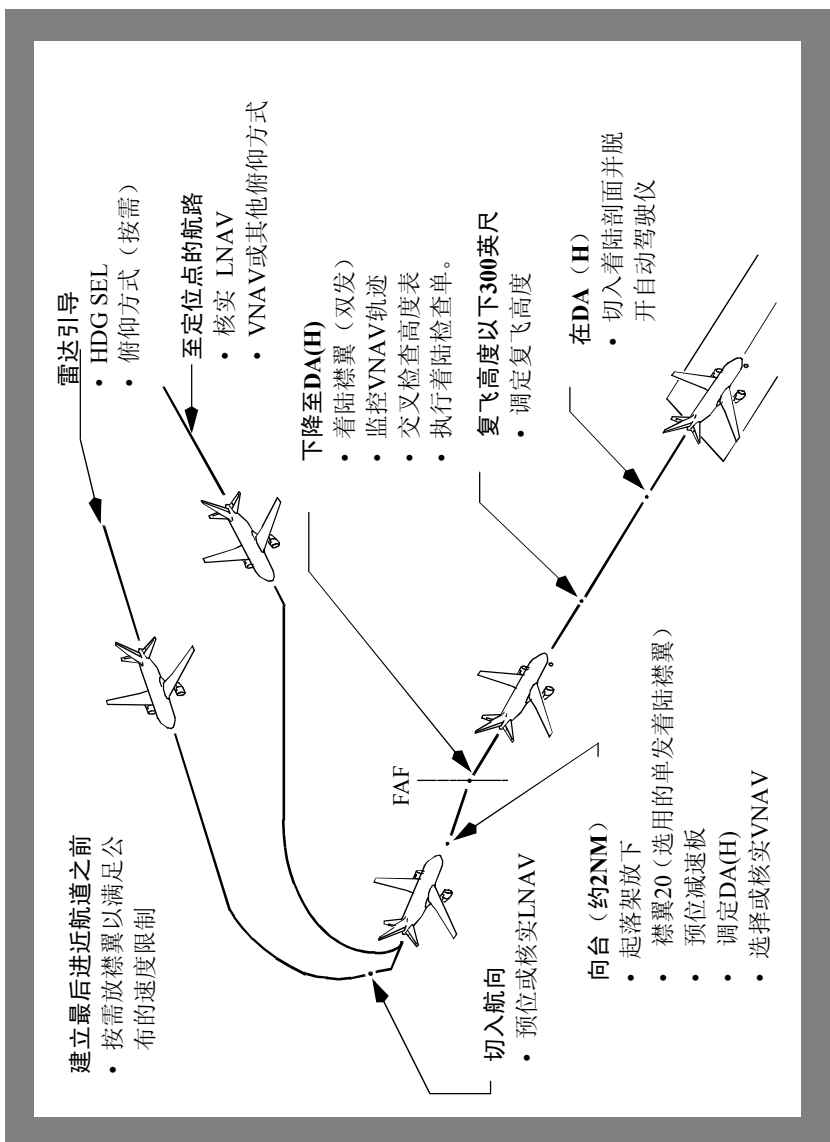 雷达引导
• HDG SEL
• 俯仰方式（按需）
至定位点的航路
• 核实 LNAV
• VNAV或其他俯仰方式
建立最后进近航道之前
• 按需放襟翼以满足公
布的速度限制
下降至DA(H)
• 着陆襟翼（双发）
• 监控VNAV轨迹
• 交叉检查高度表
• 执行着陆检查单。
FAF
复飞高度以下300英尺
• 调定复飞高度
切入航向
• 预位或核实LNAV
在DA（H）
• 切入着陆剖面并脱
开自动驾驶仪
向台（约2NM）
• 起落架放下
• 襟翼20（选用的单发着陆襟翼）
• 预位减速板
• 调定DA(H)
• 选择或核实VNAV